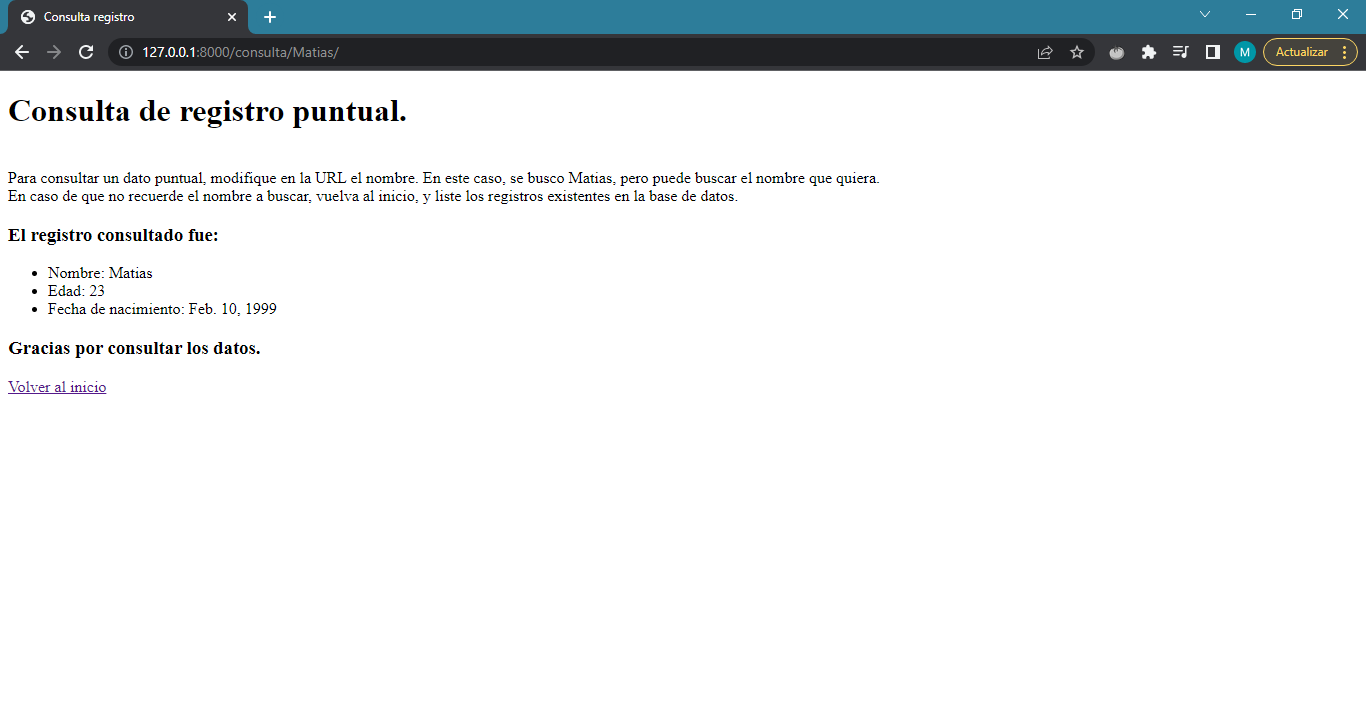 Consulta registro
127.0.0.1:8000/consulta/Matias/
M
Actualizar
Consulta de registro puntual.
Para consultar un dato puntual, modifique en la URL el nombre. En este caso, se busco Matias, pero puede buscar el nombre que quiera.
En caso de que no recuerde el nombre a buscar, vuelva al inicio, y liste los registros existentes en la base de datos.
El registro consultado fue:
• Nombre: Matias
• Edad: 23
• Fecha de nacimiento: Feb. 10, 1999
Gracias por consultar los datos.
Volver al inicio